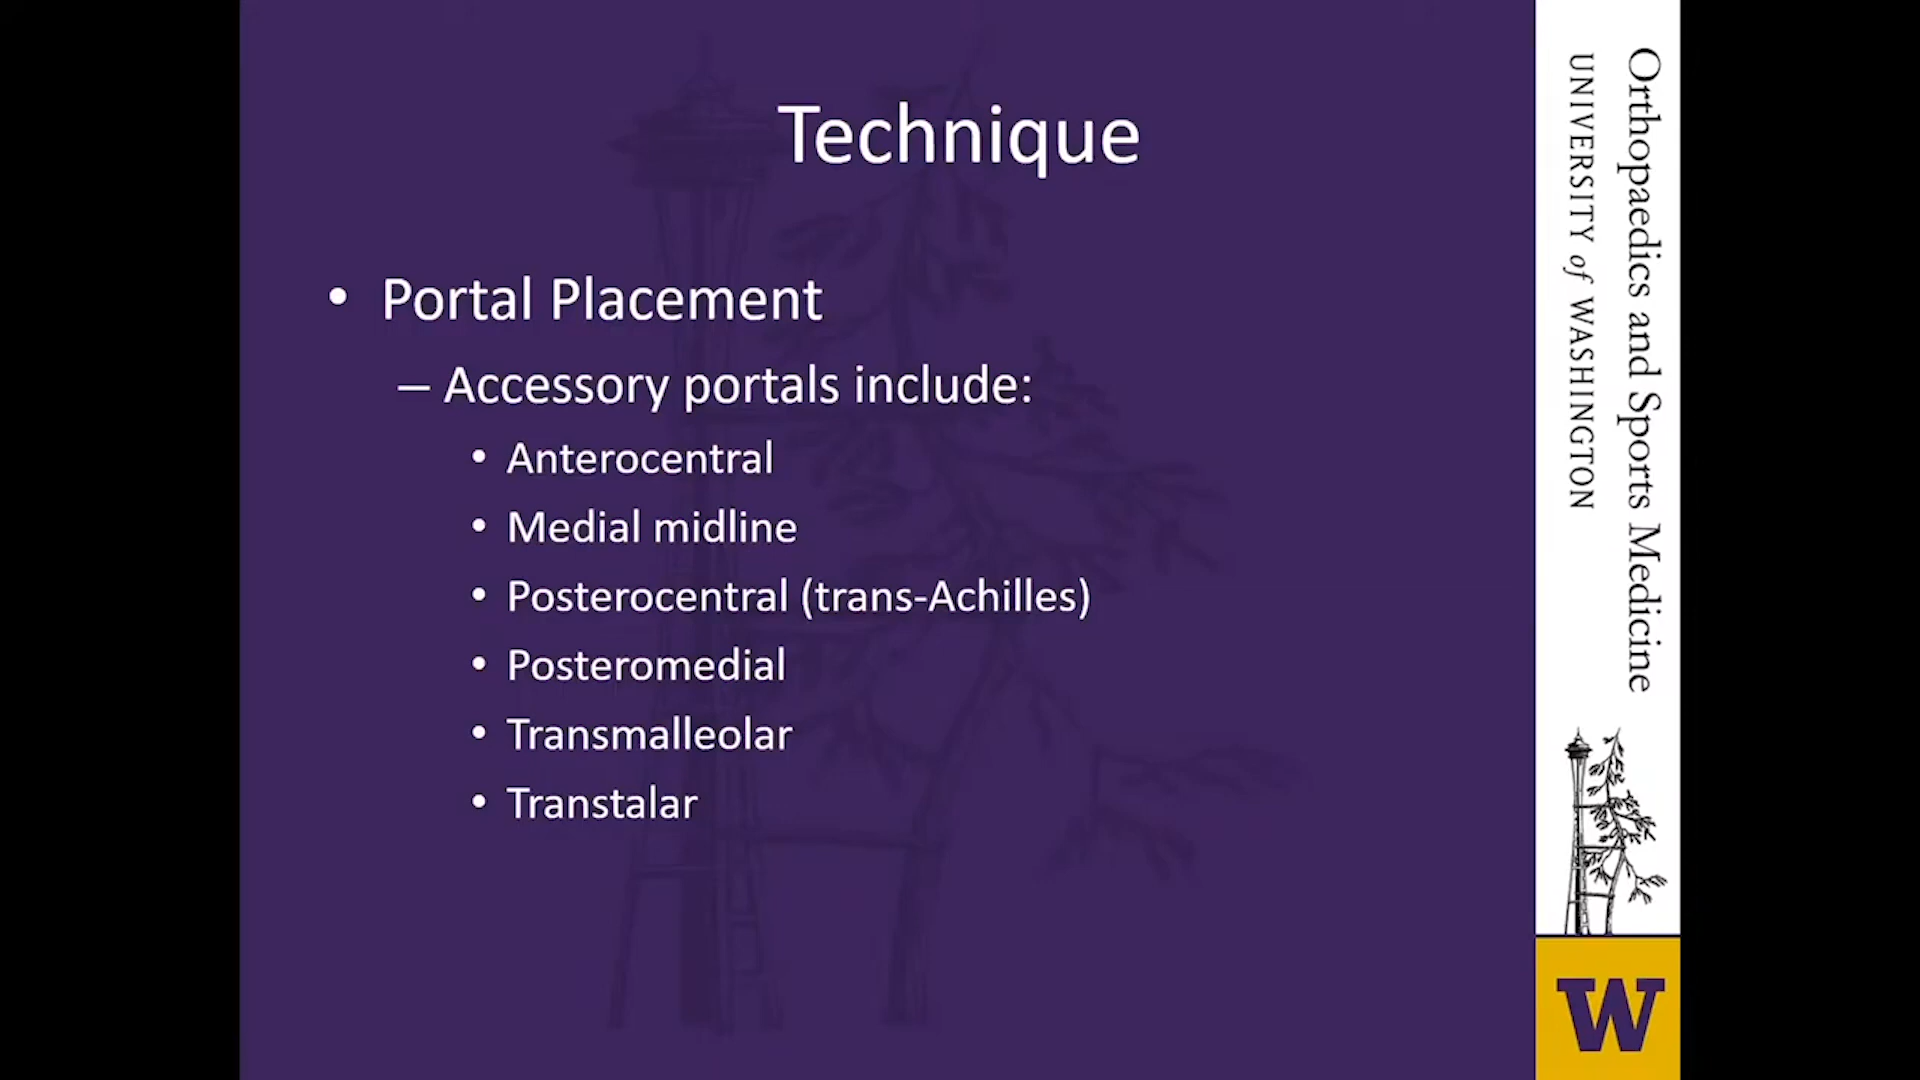 Technique
• Portal Placement
– Accessory portals include:
• Anterocentral
• Medial midline
• Posterocentral (trans-Achilles)
• Posteromedial
• Transmalleolar
• Transtalar
Orthopaedics and Sports Medicine
UNIVERSITY of WASHINGTON
W